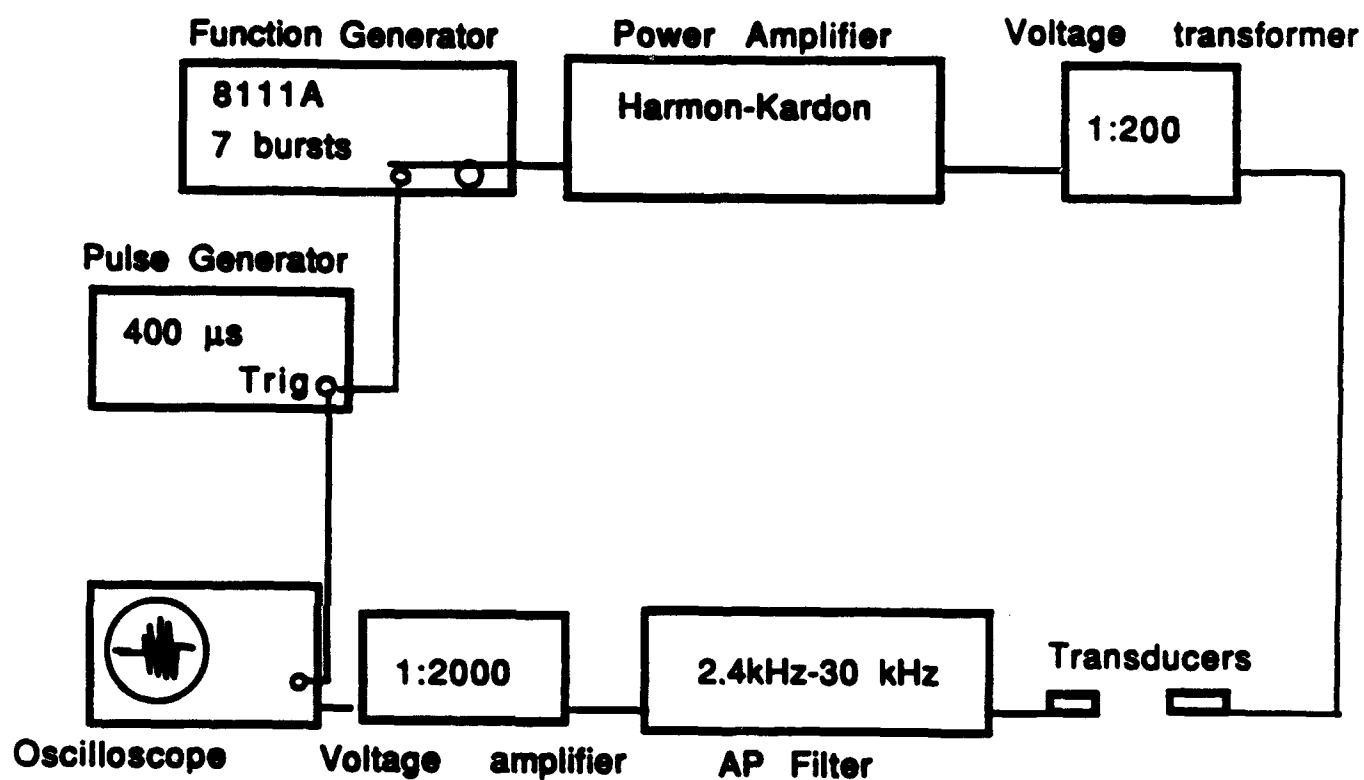 Function Generator
Power Amplifier
Voltage transformer
8111A
7 bursts
Harmon-Kardon
1:200
Pulse Generator
400 µs
Trig
1:2000
2.4kHz-30 kHz
Transducers
Oscilloscope
Voltage amplifier
AP Filter